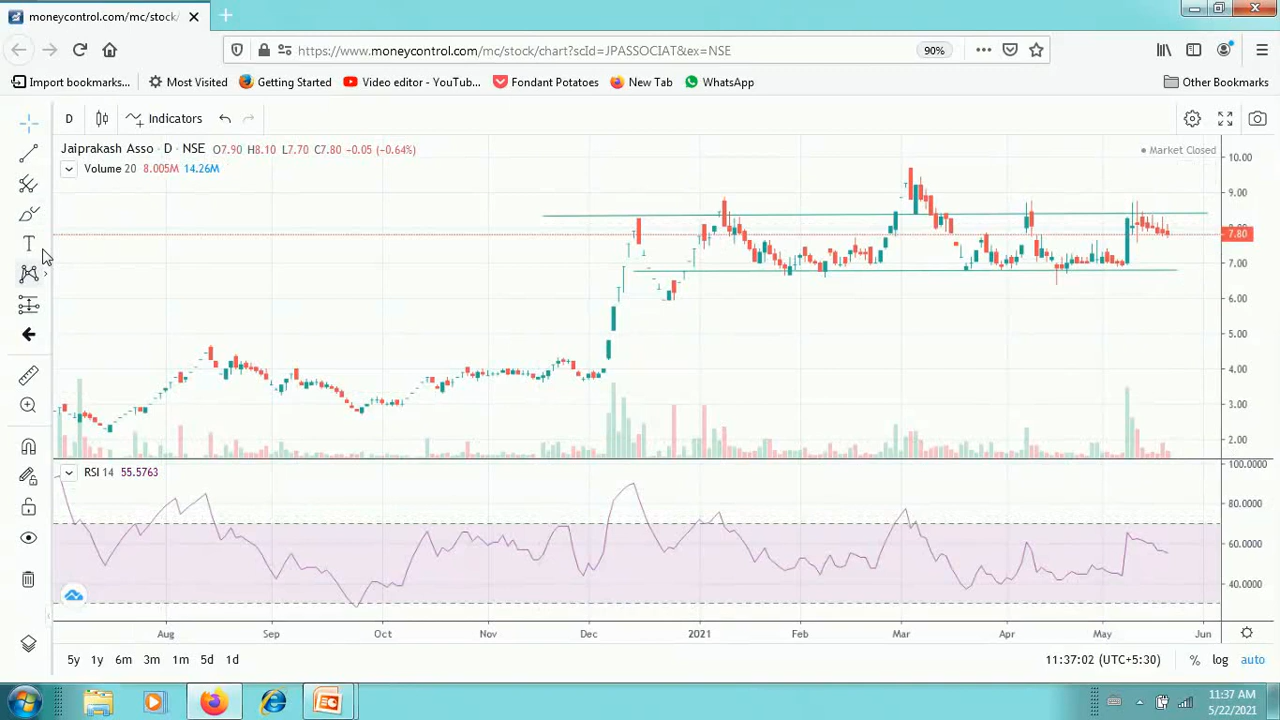 moneycontrol.com/mc/stock/
https://www.moneycontrol.com/mc/stock/chart?scId=JPASSOCIAT&ex=NSE
90%
Import bookmarks...
Most Visited
Getting Started
Video editor - YouTub...
Fondant Potatoes
New Tab
WhatsApp
Other Bookmarks
D
Indicators
Jaiprakash Asso · D · NSE O7.90 H8.10 L7.70 C7.80 -0.05 (-0.64%)
Market Closed
Volume 20 8.005M 14.26M
10.00
9.00
8.00
7.80
7.00
6.00
5.00
4.00
3.00
2.00
RSI 14 55.5763
100.0000
80.0000
60.0000
40.0000
Aug Sep Oct Nov Dec 2021 Feb Mar Apr May Jun
5y 1y 6m 3m 1m 5d 1d
11:37:02 (UTC+5:30) % log auto
11:37 AM
5/22/2021